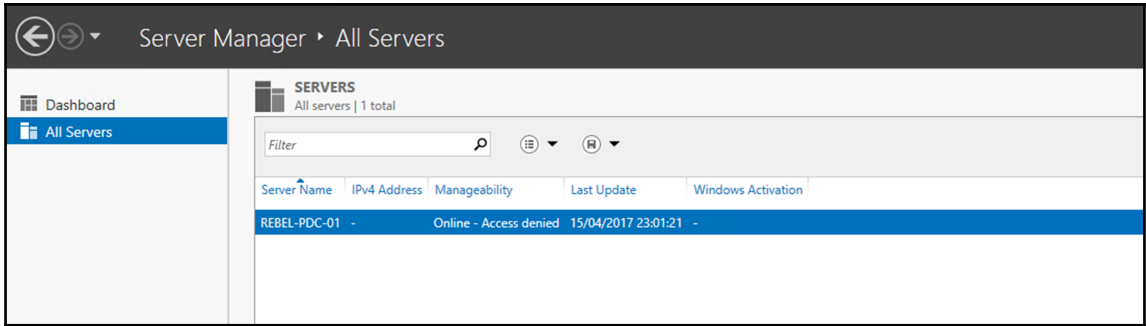 Server Manager ‣ All Servers
Dashboard
All Servers
SERVERS
All servers | 1 total
Filter
Server Name IPv4 Address Manageability Last Update Windows Activation
REBEL-PDC-01 - Online - Access denied 15/04/2017 23:01:21 -